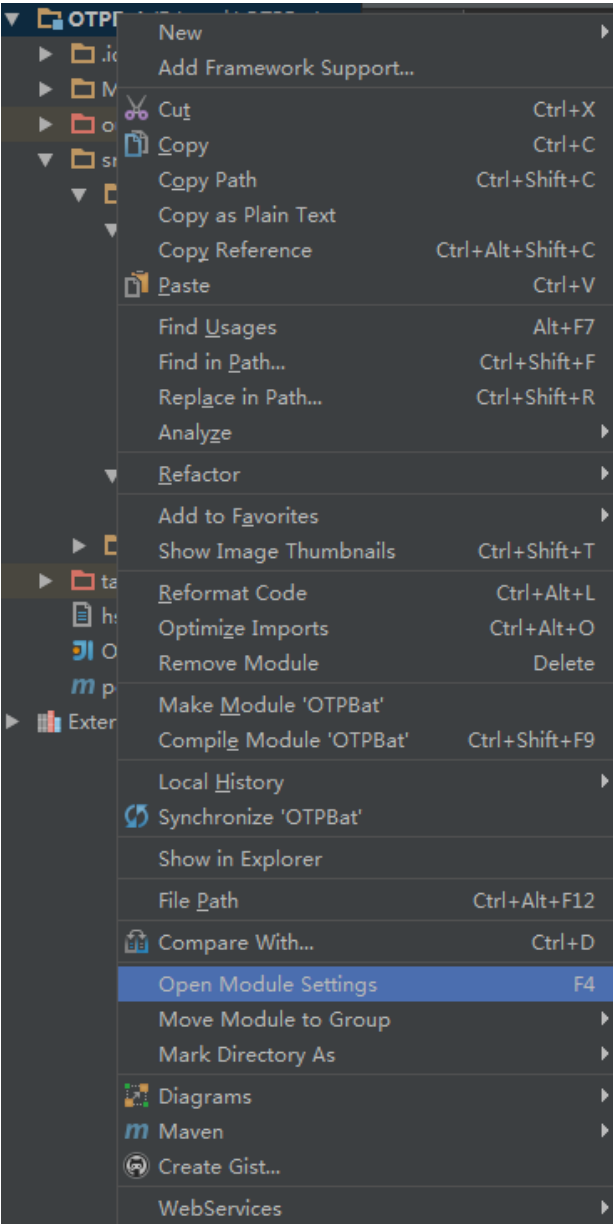 New
Add Framework Support...
Cut Ctrl+X
Copy Ctrl+C
Copy Path Ctrl+Shift+C
Copy as Plain Text
Copy Reference Ctrl+Alt+Shift+C
Paste Ctrl+V
Find Usages Alt+F7
Find in Path... Ctrl+Shift+F
Replace in Path... Ctrl+Shift+R
Analyze
Refactor
Add to Favorites
Show Image Thumbnails Ctrl+Shift+T
Reformat Code Ctrl+Alt+L
Optimize Imports Ctrl+Alt+O
Remove Module Delete
Make Module 'OTPBat'
Compile Module 'OTPBat' Ctrl+Shift+F9
Exter
Local History
Synchronize 'OTPBat'
Show in Explorer
File Path Ctrl+Alt+F12
Compare With... Ctrl+D
Open Module Settings F4
Move Module to Group
Mark Directory As
Diagrams
m Maven
Create Gist...
WebServices